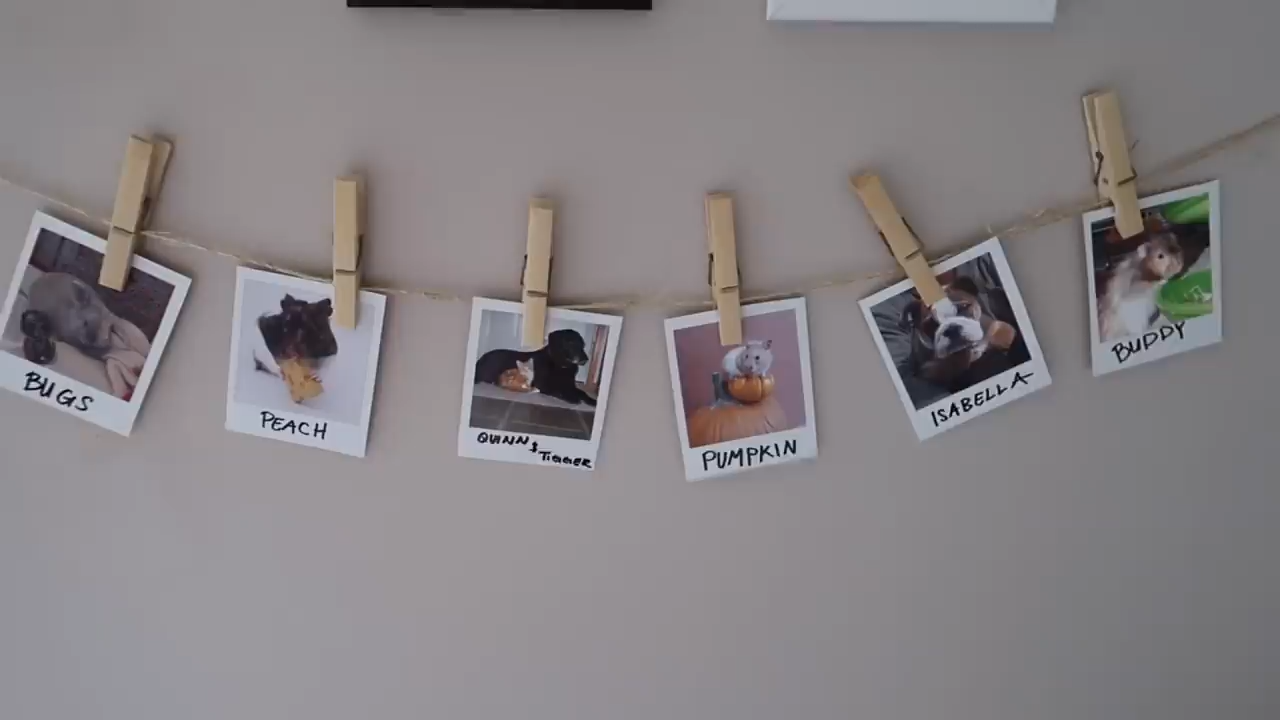 BUGS
PEACH
QUINN &
TIGGER
PUMPKIN
ISABELLA
BUDDY